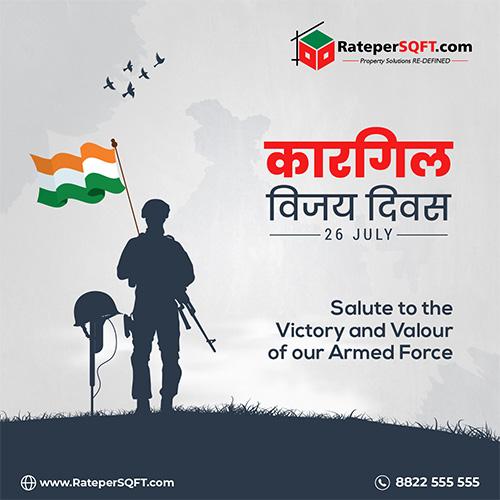 RateperSQFT.com
Property Solutions RE-DEFINED
कारगिल
विजय दिवस
26 JULY
Salute to the
Victory and Valour
of our Armed Force
www.RateperSQFT.com
8822 555 555